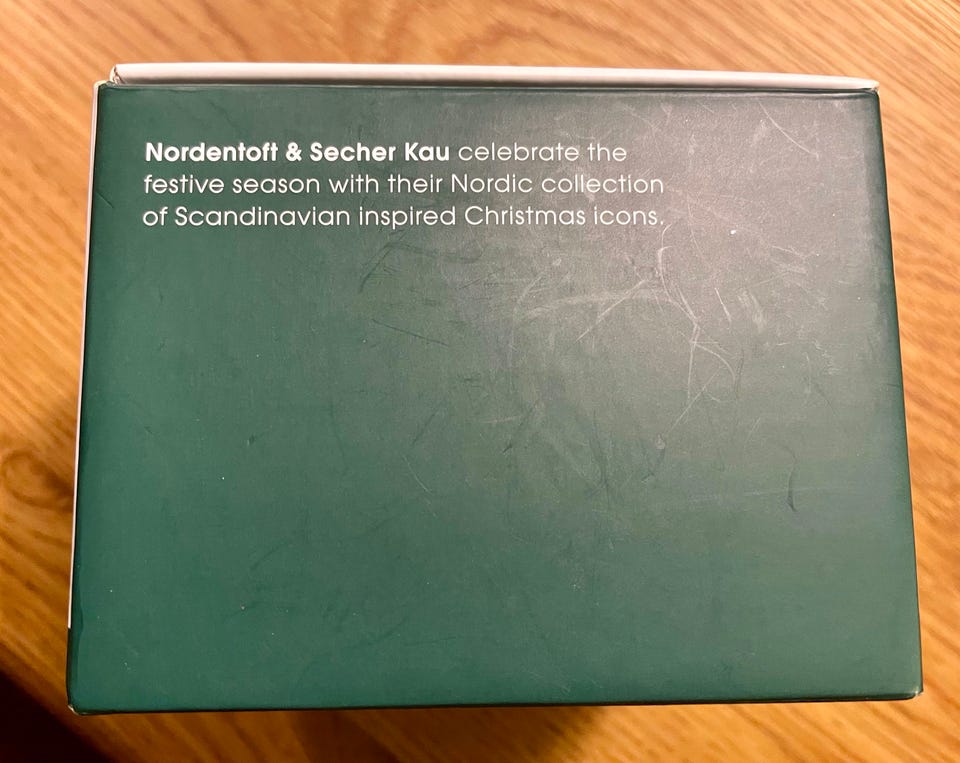 Nordentoft & Secher Kau celebrate the
festive season with their Nordic collection
of Scandinavian inspired Christmas icons.